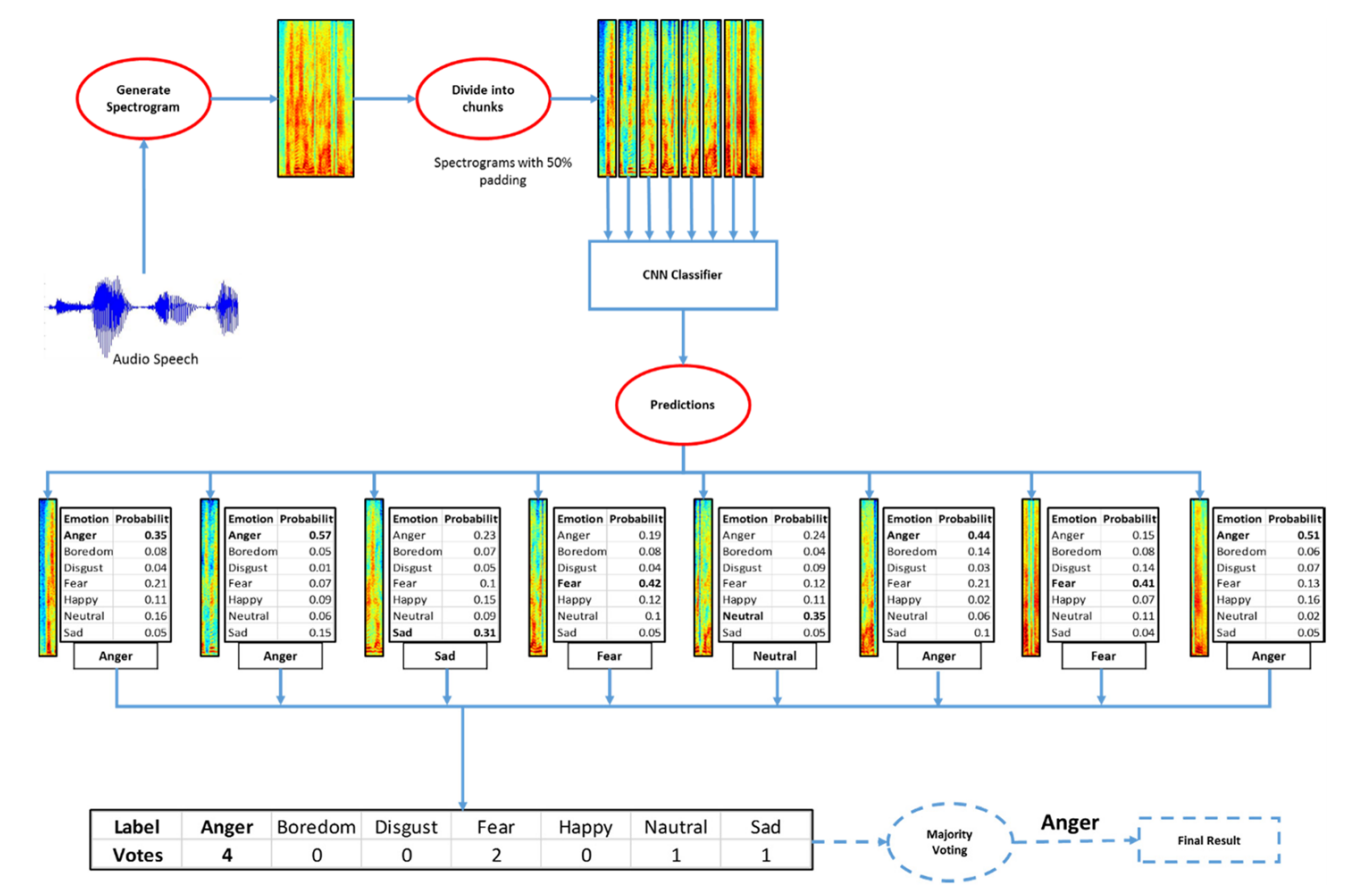 Generate
Spectrogram
Divide into
chunks
Spectrograms with 50%
padding
CNN Classifier
Audio Speech
Predictions
Emotion Probabilit
Anger 0.35
Boredom 0.08
Disgust 0.04
Fear 0.21
Happy 0.11
Neutral 0.16
Sad 0.05
Anger
Emotion Probabilit
Anger 0.57
Boredom 0.05
Disgust 0.01
Fear 0.07
Happy 0.09
Neutral 0.06
Sad 0.15
Anger
Emotion Probabilit
Anger 0.23
Boredom 0.07
Disgust 0.05
Fear 0.1
Happy 0.15
Neutral 0.09
Sad 0.31
Sad
Emotion Probabilit
Anger 0.19
Boredom 0.08
Disgust 0.04
Fear 0.42
Happy 0.12
Neutral 0.1
Sad 0.05
Fear
Emotion Probabilit
Anger 0.24
Boredom 0.04
Disgust 0.09
Fear 0.12
Happy 0.11
Neutral 0.35
Sad 0.05
Neutral
Emotion Probabilit
Anger 0.44
Boredom 0.14
Disgust 0.03
Fear 0.21
Happy 0.02
Neutral 0.06
Sad 0.1
Anger
Emotion Probabilit
Anger 0.15
Boredom 0.08
Disgust 0.14
Fear 0.41
Happy 0.07
Neutral 0.11
Sad 0.04
Fear
Emotion Probabilit
Anger 0.51
Boredom 0.06
Disgust 0.07
Fear 0.13
Happy 0.16
Neutral 0.02
Sad 0.05
Anger
Label Anger Boredom Disgust Fear Happy Nautral Sad
Votes 4 0 0 2 0 1 1
Majority
Voting
Anger
Final Result